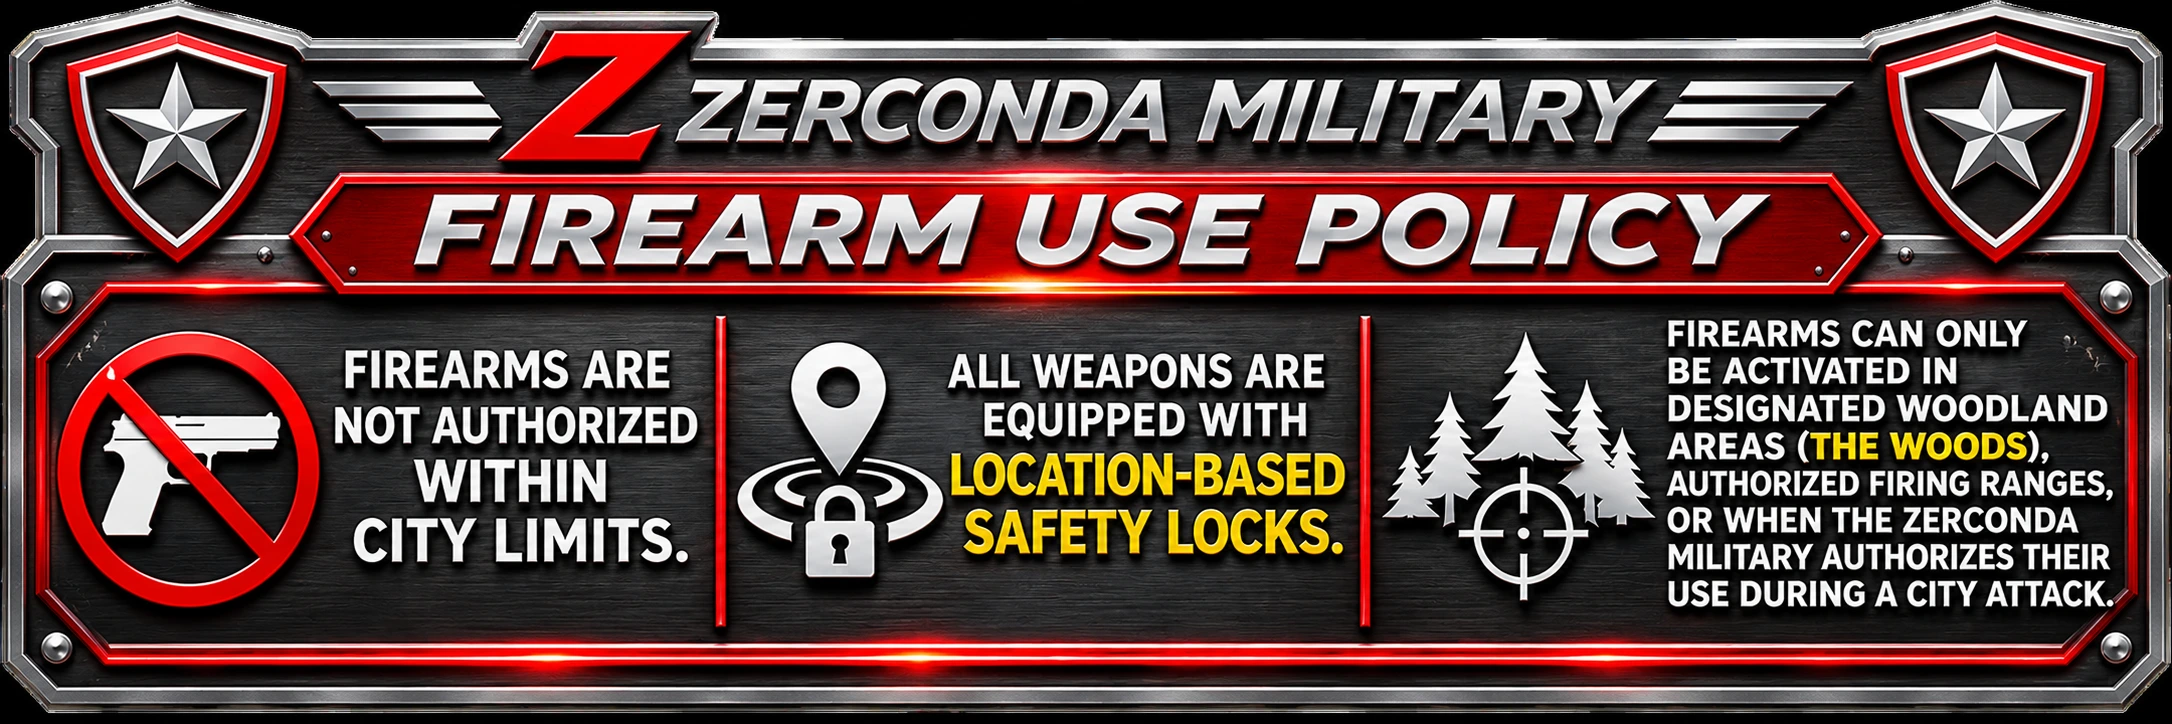 Z ZERCONDA MILITARY
FIREARM USE POLICY
FIREARMS ARE
NOT AUTHORIZED
WITHIN
CITY LIMITS.
ALL WEAPONS ARE
EQUIPPED WITH
LOCATION-BASED
SAFETY LOCKS.
FIREARMS CAN ONLY
BE ACTIVATED IN
DESIGNATED WOODLAND
AREAS (THE WOODS),
AUTHORIZED FIRING RANGES,
OR WHEN THE ZERCONDA
MILITARY AUTHORIZES THEIR
USE DURING A CITY ATTACK.